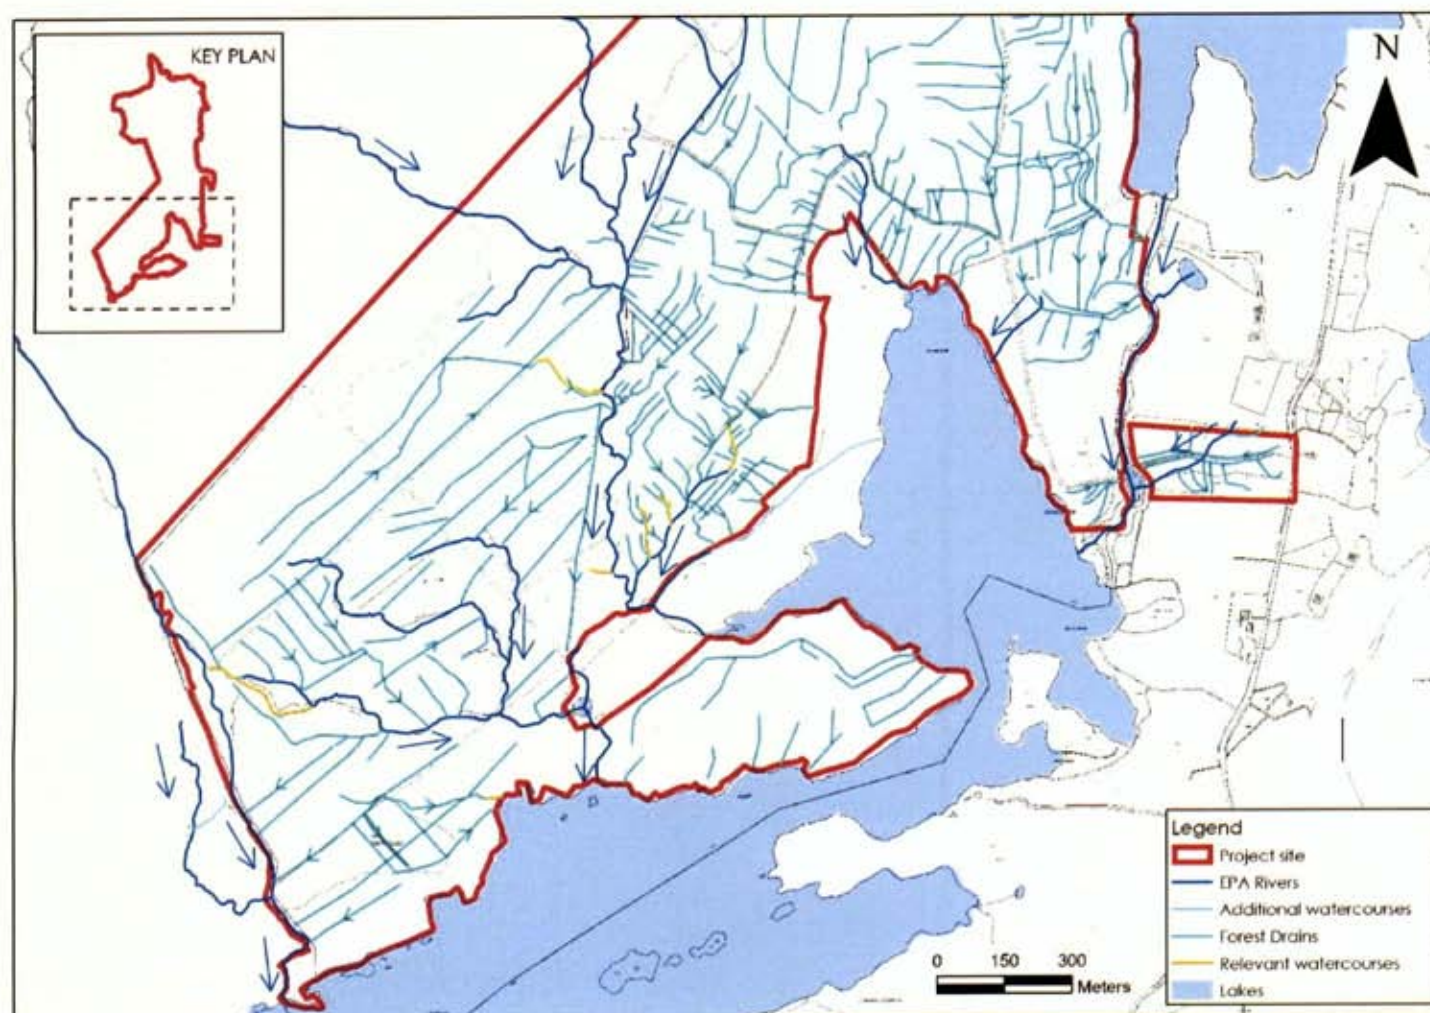 KEY PLAN
N
Legend
Project site
EPA Rivers
Additional watercourses
Forest Drains
Relevant watercourses
Lakes
0 150 300
Meters